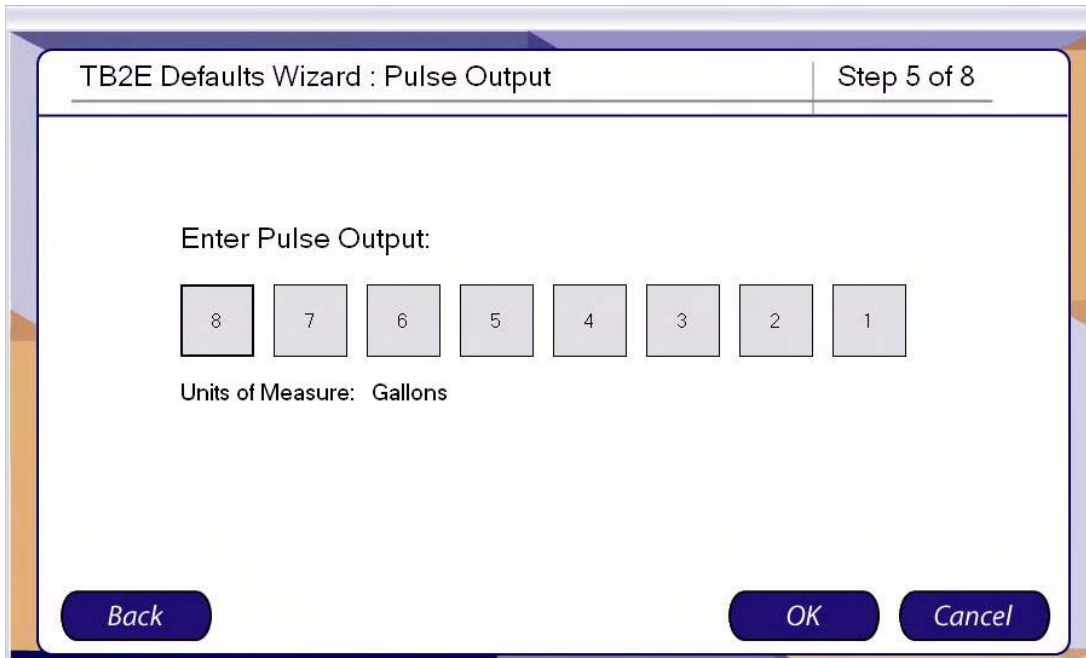 TB2E Defaults Wizard : Pulse Output Step 5 of 8
Enter Pulse Output:
8 7 6 5 4 3 2 1
Units of Measure: Gallons
Back OK Cancel